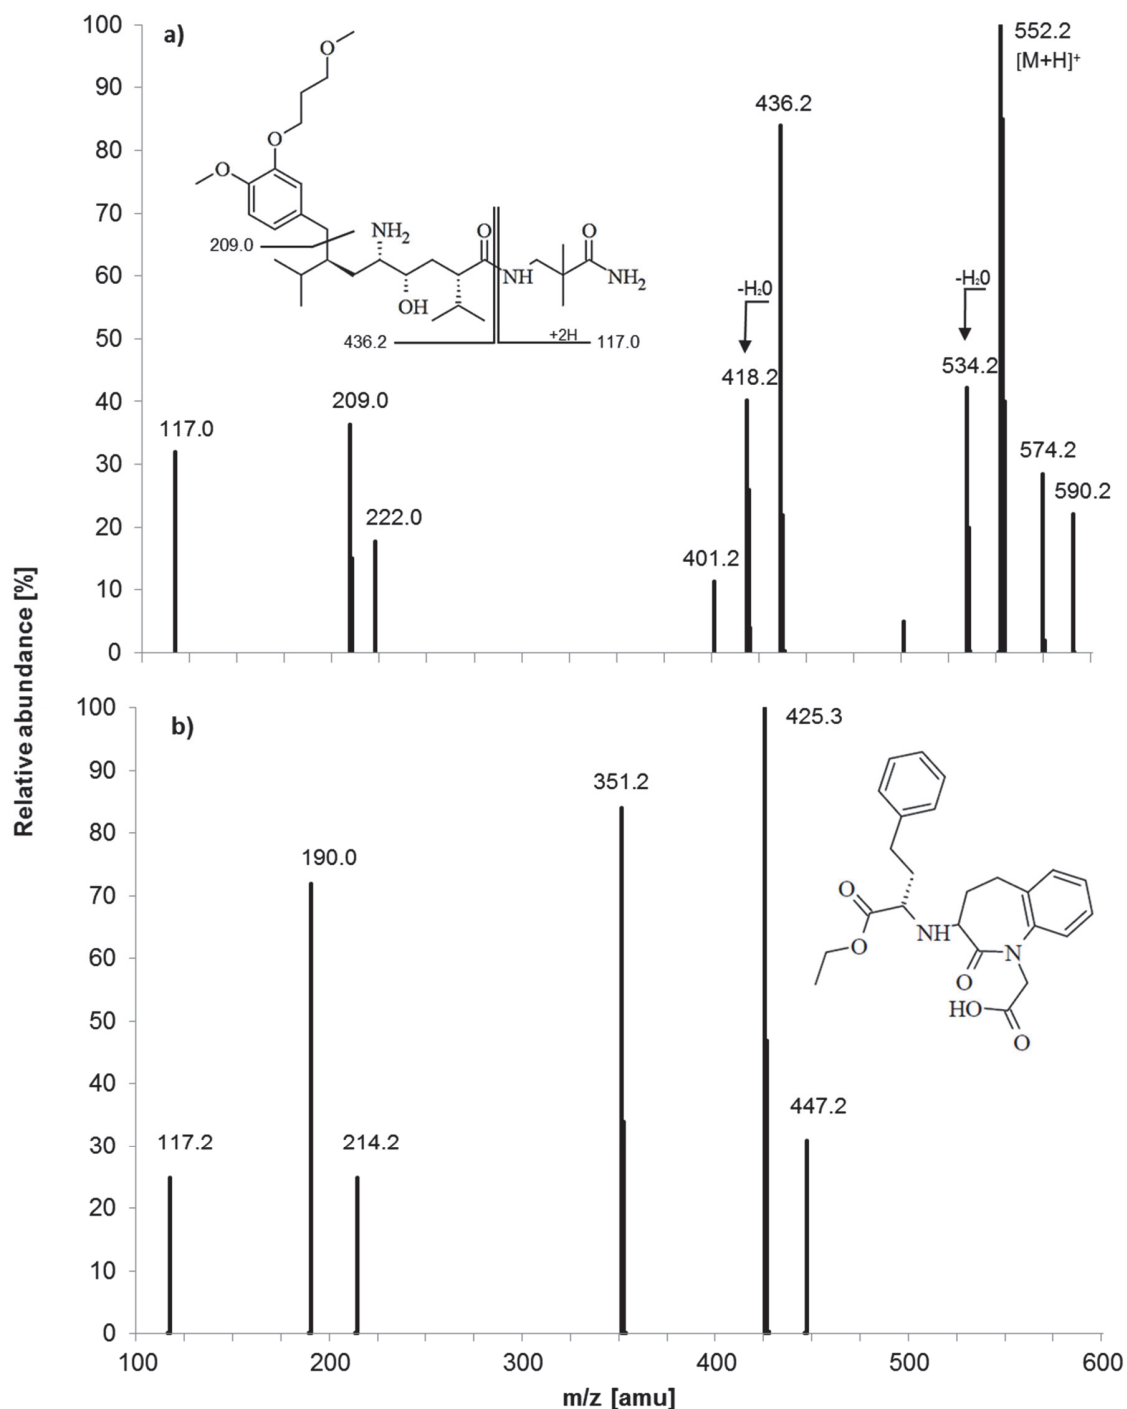 Relative abundance [%]
a)
100
90
80
70
60
50
40
30
20
10
0
552.2
[M+H]⁺
436.2
-H₂0
-H₂0
418.2
534.2
209.0
117.0
222.0
574.2
590.2
401.2
O
O
O
NH₂
O
O
NH
NH₂
OH
209.0
436.2
+2H
117.0
b)
100
90
80
70
60
50
40
30
20
10
0
425.3
351.2
190.0
447.2
117.2
214.2
O
O
NH
N
O
HO
O
100
200
300
400
500
600
m/z [amu]